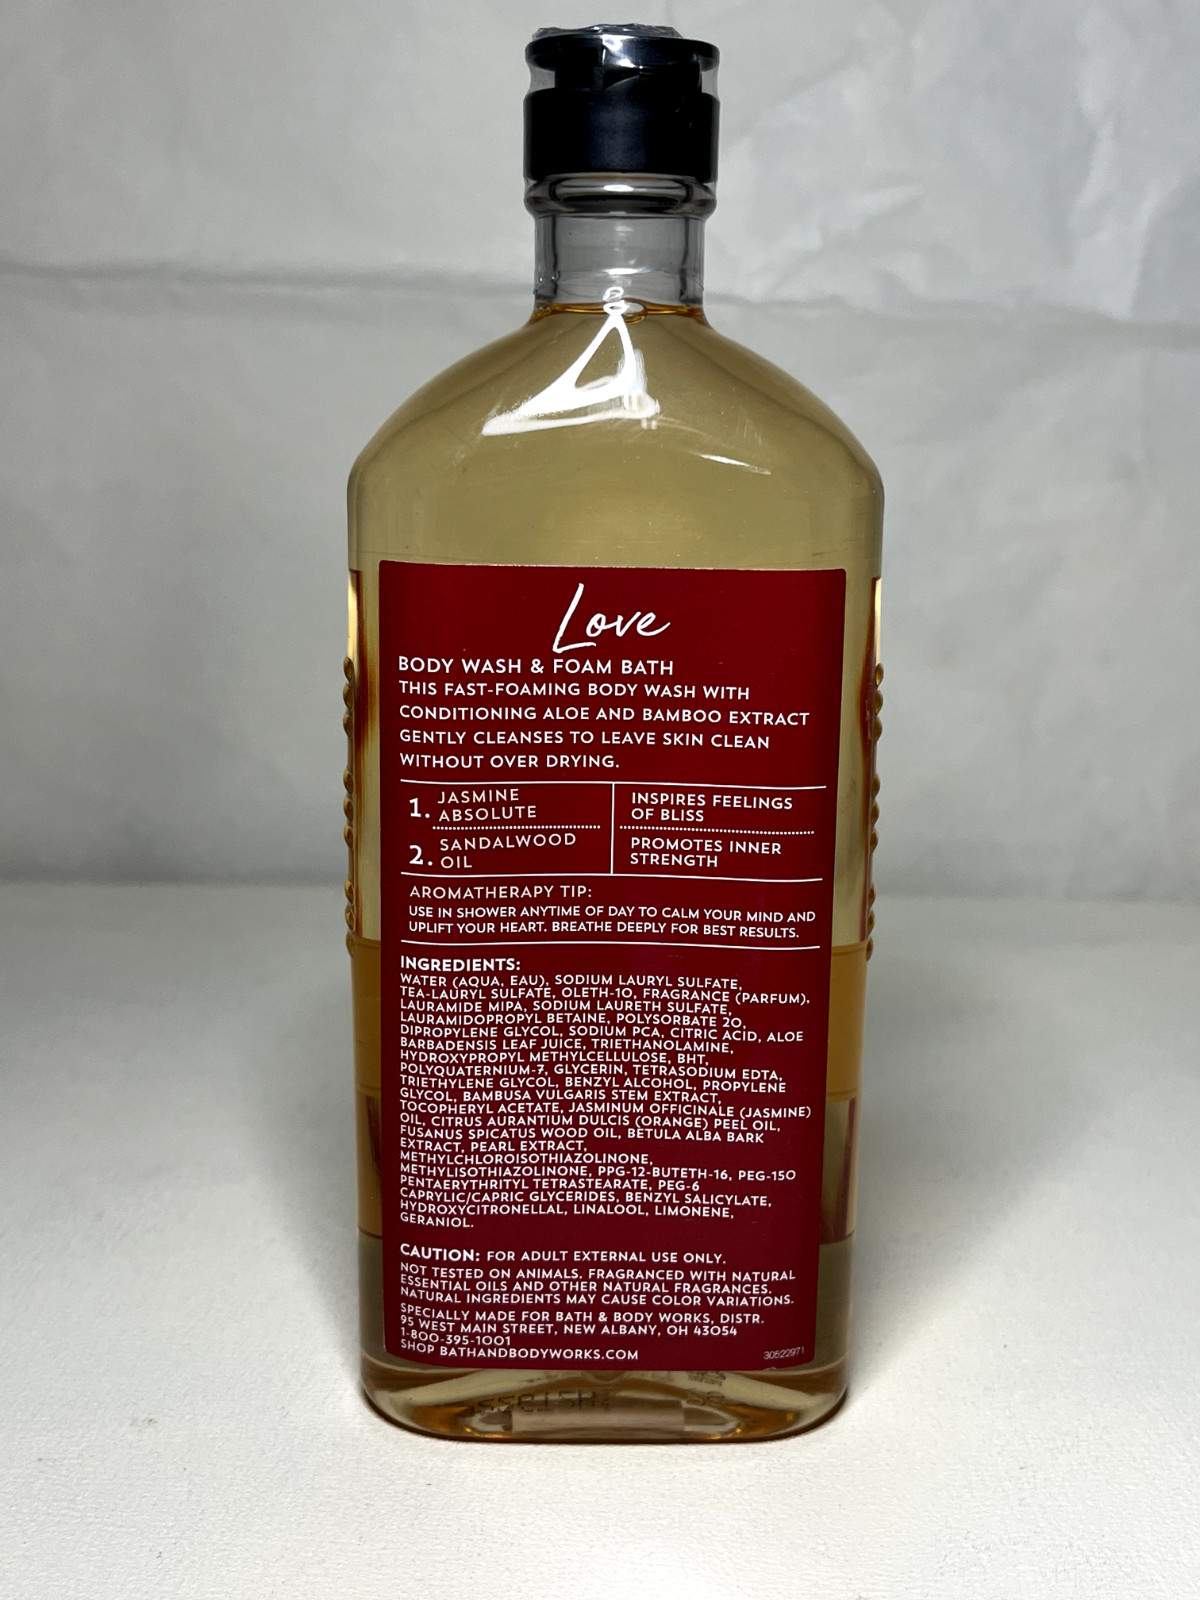 Love
BODY WASH & FOAM BATH
THIS FAST-FOAMING BODY WASH WITH
CONDITIONING ALOE AND BAMBOO EXTRACT
GENTLY CLEANSES TO LEAVE SKIN CLEAN
WITHOUT OVER DRYING.
1. JASMINE
ABSOLUTE
INSPIRES FEELINGS
OF BLISS
2. SANDALWOOD
OIL
PROMOTES INNER
STRENGTH
AROMATHERAPY TIP:
USE IN SHOWER ANYTIME OF DAY TO CALM YOUR MIND AND
UPLIFT YOUR HEART. BREATHE DEEPLY FOR BEST RESULTS.
INGREDIENTS:
WATER (AQUA, EAU), SODIUM LAURYL SULFATE,
TEA-LAURYL SULFATE, OLETH-10, FRAGRANCE (PARFUM),
LAURAMIDE MIPA, SODIUM LAURETH SULFATE,
LAURAMIDOPROPYL BETAINE, POLYSORBATE 20,
DIPROPYLENE GLYCOL, SODIUM PCA, CITRIC ACID, ALOE
BARBADENSIS LEAF JUICE, TRIETHANOLAMINE,
HYDROXYPROPYL METHYLCELLULOSE, BHT,
POLYQUATERNIUM-7, GLYCERIN, TETRASODIUM EDTA,
TRIETHYLENE GLYCOL, BENZYL ALCOHOL, PROPYLENE
GLYCOL, BAMBUSA VULGARIS STEM EXTRACT,
TOCOPHERYL ACETATE, JASMINUM OFFICINALE (JASMINE)
OIL, CITRUS AURANTIUM DULCIS (ORANGE) PEEL OIL,
FUSANUS SPICATUS WOOD OIL, BETULA ALBA BARK
EXTRACT, PEARL EXTRACT,
METHYLCHLOROISOTHIAZOLINONE,
METHYLISOTHIAZOLINONE, PPG-12-BUTETH-16, PEG-150
PENTAERYTHRITYL TETRASTEARATE, PEG-6
CAPRYLIC/CAPRIC GLYCERIDES, BENZYL SALICYLATE,
HYDROXYCITRONELLAL, LINALOOL, LIMONENE,
GERANIOL.
CAUTION: FOR ADULT EXTERNAL USE ONLY.
NOT TESTED ON ANIMALS. FRAGRANCED WITH NATURAL
ESSENTIAL OILS AND OTHER NATURAL FRAGRANCES.
NATURAL INGREDIENTS MAY CAUSE COLOR VARIATIONS.
SPECIALLY MADE FOR BATH & BODY WORKS, DISTR.
95 WEST MAIN STREET, NEW ALBANY, OH 43054
1-800-395-1001
SHOP BATHANDBODYWORKS.COM
30522971